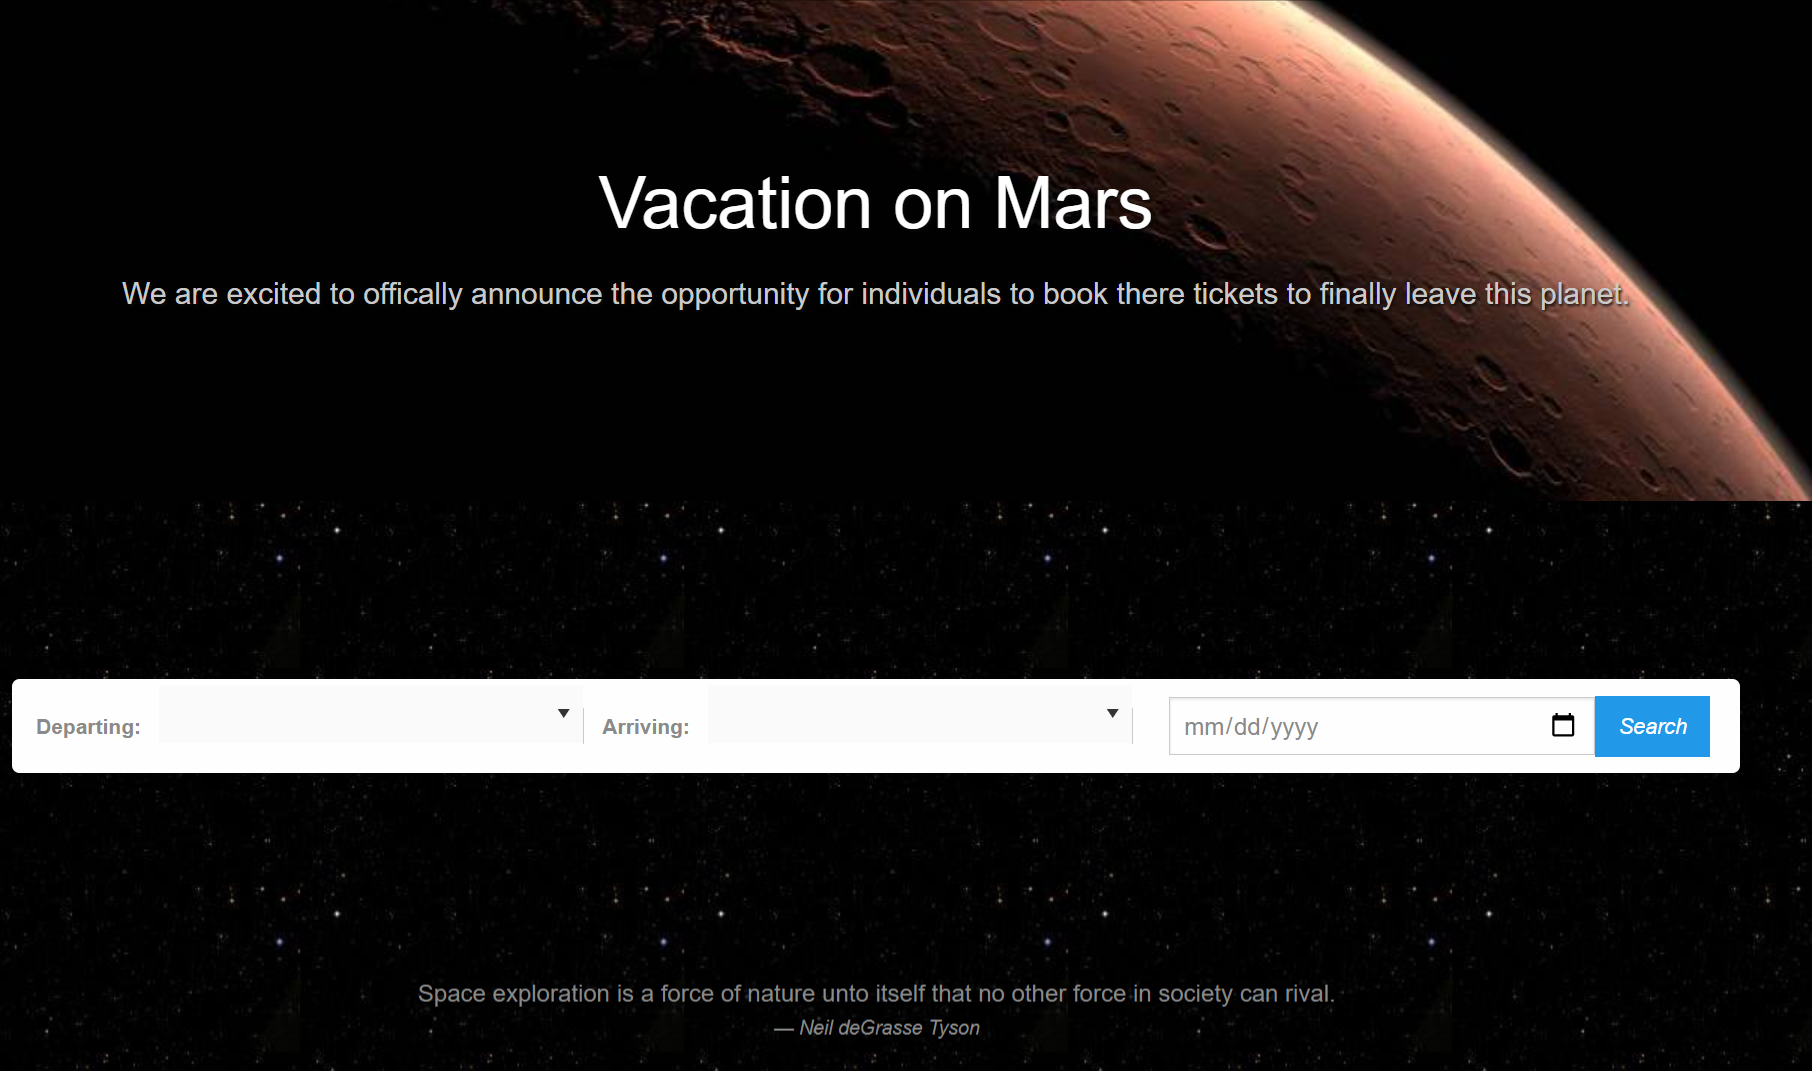 Vacation on Mars
We are excited to offically announce the opportunity for individuals to book there tickets to finally leave this planet.
Departing:
Arriving:
mm/dd/yyyy
Search
Space exploration is a force of nature unto itself that no other force in society can rival.
— Neil deGrasse Tyson